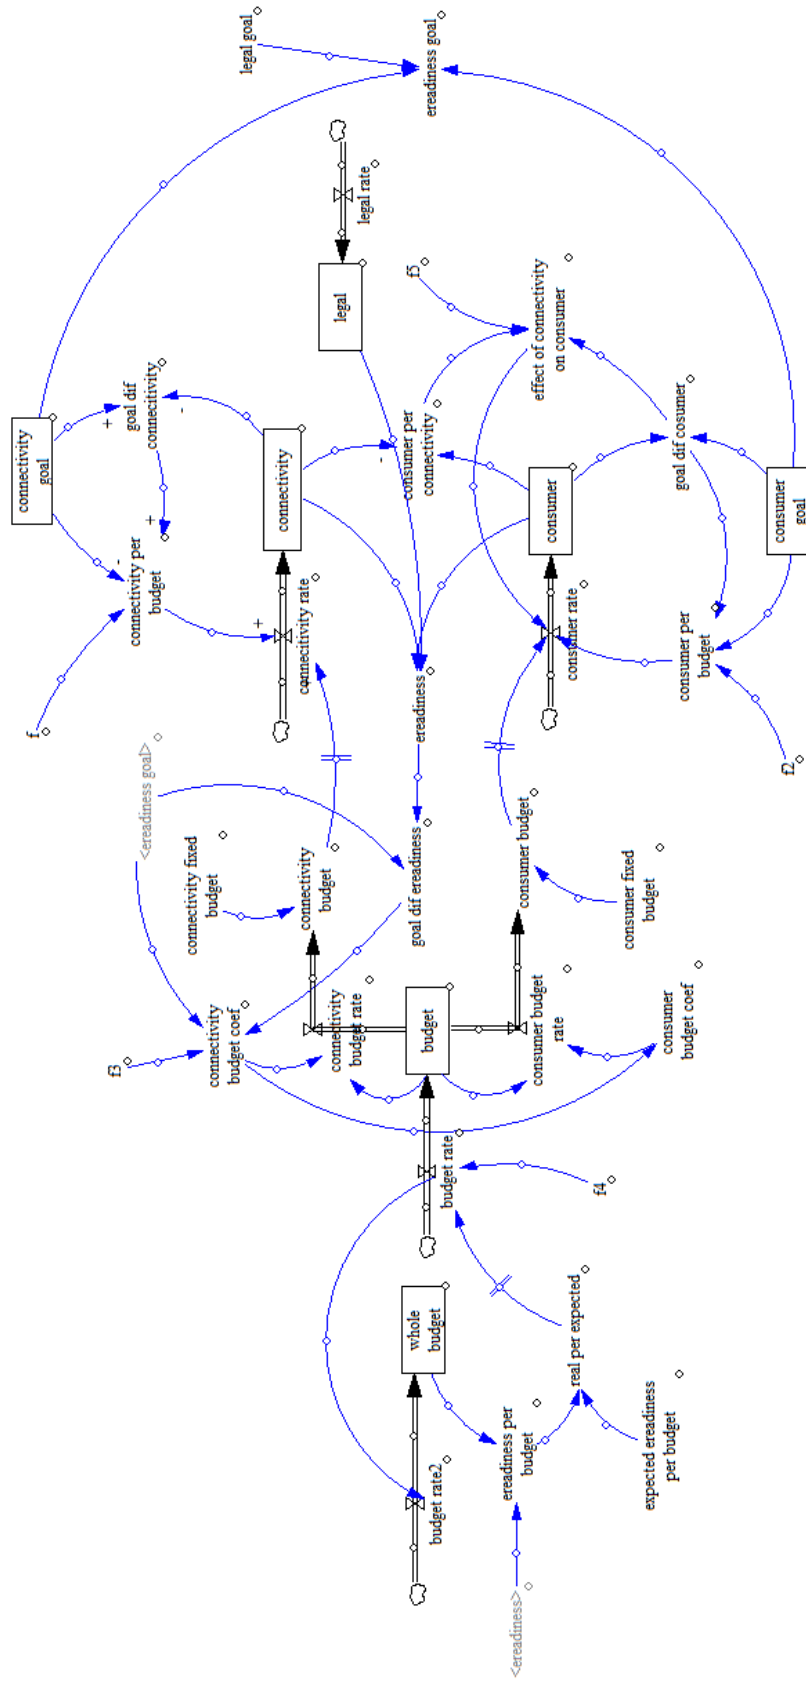 <ereadiness>
budget rate2
ereadiness per
budget
expected ereadiness
per budget
real per expected
whole
budget
budget rate
f4
budget
f3
connectivity
budget coef
connectivity
budget rate
consumer budget
rate
consumer
budget coef
connectivity fixed
budget
connectivity
budget
goal dif ereadiness
consumer budget
consumer fixed
budget
<ereadiness goal>
f
connectivity per
budget
-
+
connecitivity rate
+
ereadiness
consumer rate
consumer per
budget
f2
connectivity
goal
goal dif
connecitivity
+
-
connectivity
consumer per
connectivity
-
consumer
goal dif cosumer
consumer
goal
legal
legal rate
f5
effect of connectivity
on consumer
legal goal
ereadiness goal